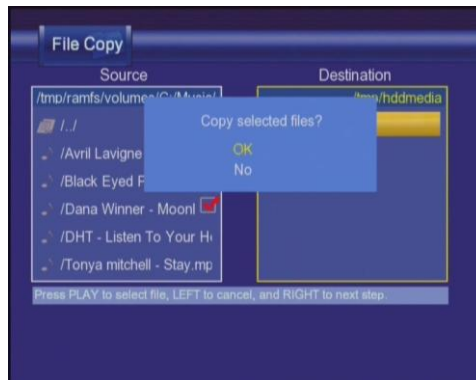 File Copy
Source
Destination
/tmp/ramfs/volumes/C:/Music/
/tmp/hddmedia
/../
Copy selected files?
OK
No
/Avril Lavigne
/Black Eyed P
/Dana Winner - Moonl
/DHT - Listen To Your He
/Tonya mitchell - Stay.mp
Press PLAY to select file, LEFT to cancel, and RIGHT to next step.